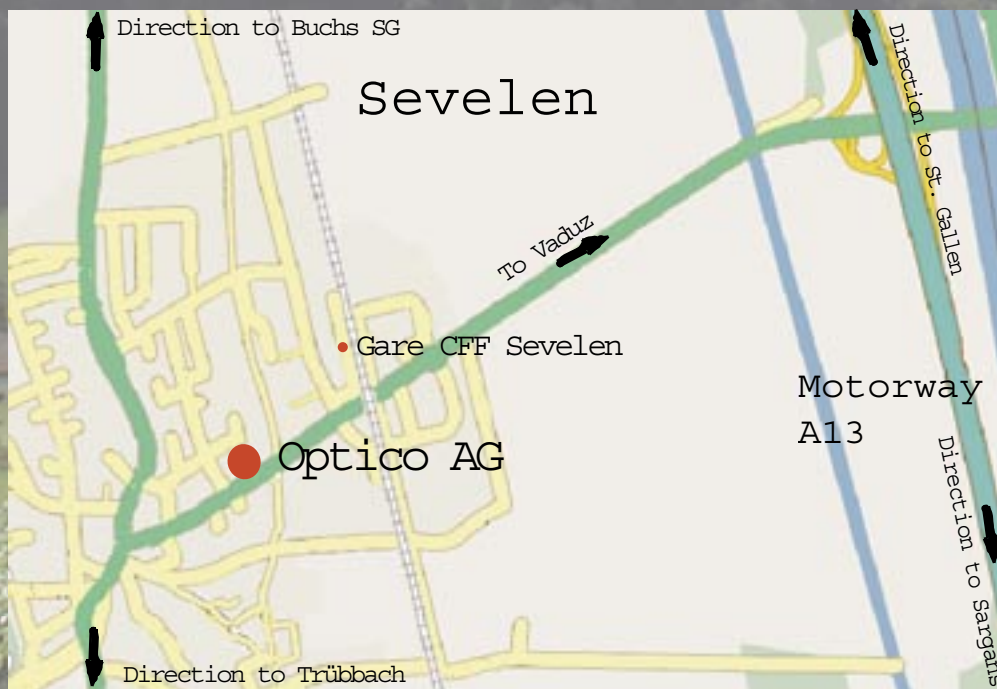 Direction to Buchs SG
Sevelen
Direction to St. Gallen
To Vaduz
Gare CFF Sevelen
Motorway
A13
Optico AG
Direction to Sargans
Direction to Trübbach